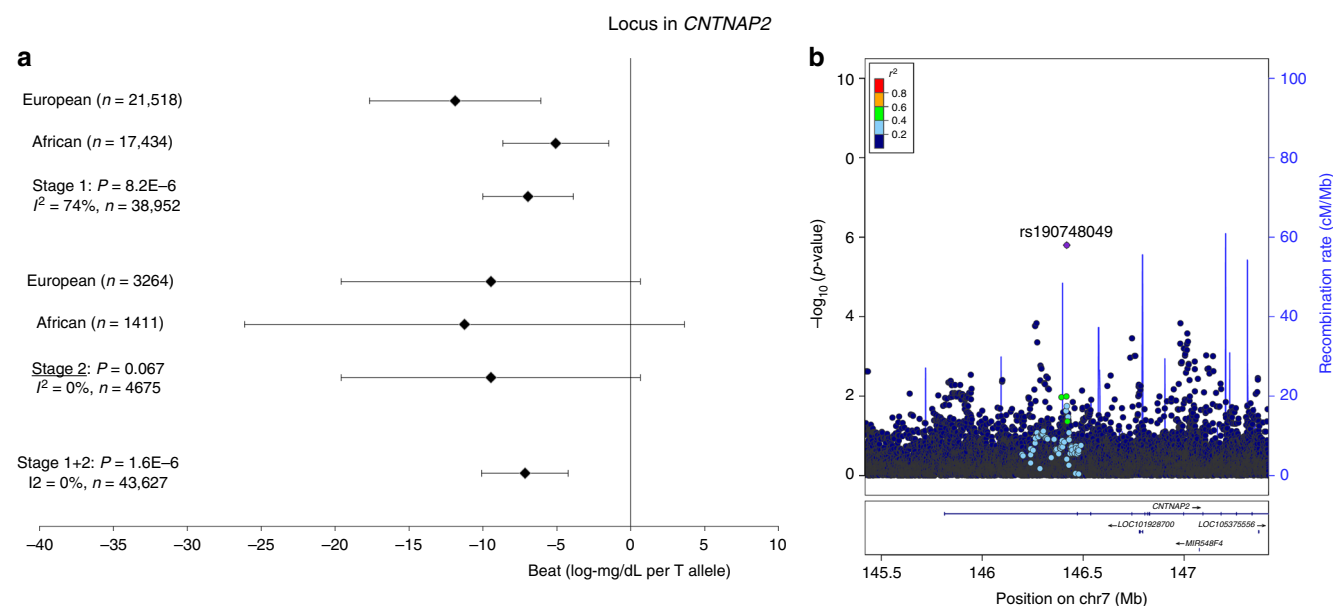 Locus in CNTNAP2
a
European (n = 21,518)
African (n = 17,434)
Stage 1: P = 8.2E–6
I² = 74%, n = 38,952
European (n = 3264)
African (n = 1411)
Stage 2: P = 0.067
I² = 0%, n = 4675
Stage 1+2: P = 1.6E–6
I2 = 0%, n = 43,627
–40 –35 –30 –25 –20 –15 –10 –5 0 5 10
Beat (log-mg/dL per T allele)
b
r²
0.8
0.6
0.4
0.2
10
0
6
4
2
0
–log₁₀ (p-value)
rs190748049
100
80
60
40
20
0
Recombination rate (cM/Mb)
CNTNAP2
LOC101928700 LOC105375556
MIR548F4
145.5 146 146.5 147
Position on chr7 (Mb)